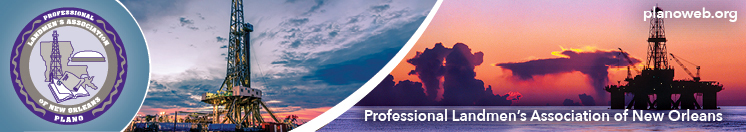 PROFESSIONAL
LANDMEN'S ASSOCIATION
OF NEW ORLEANS
PLANO
planoweb.org
Professional Landmen's Association of New Orleans